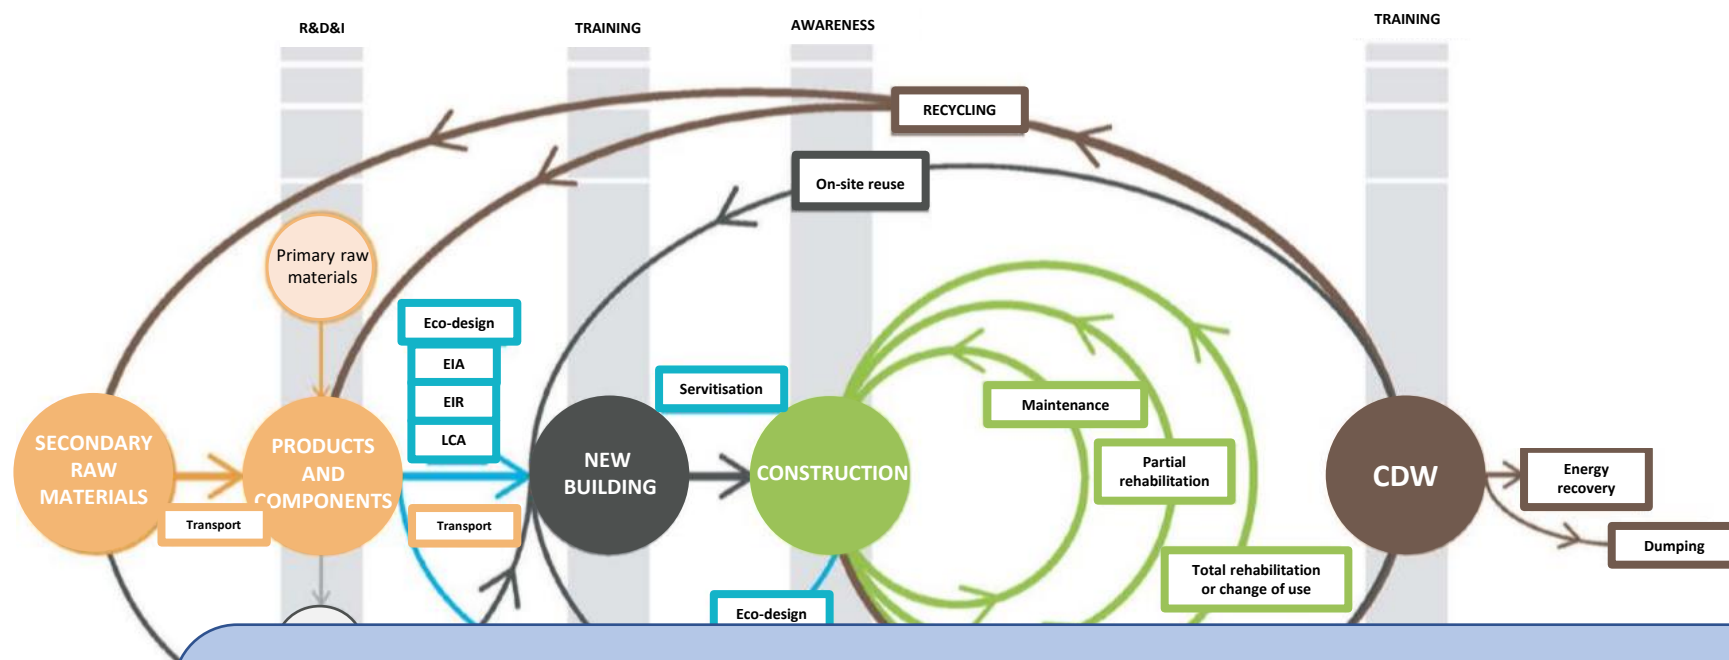 R&D&I
TRAINING
AWARENESS
TRAINING
RECYCLING
On-site reuse
Primary raw
materials
Eco-design
EIA
EIR
LCA
Servitisation
Maintenance
SECONDARY
RAW
MATERIALS
Transport
PRODUCTS
AND
COMPONENTS
Transport
NEW
BUILDING
CONSTRUCTION
Partial
rehabilitation
Total rehabilitation
or change of use
CDW
Energy
recovery
Dumping
Eco-design